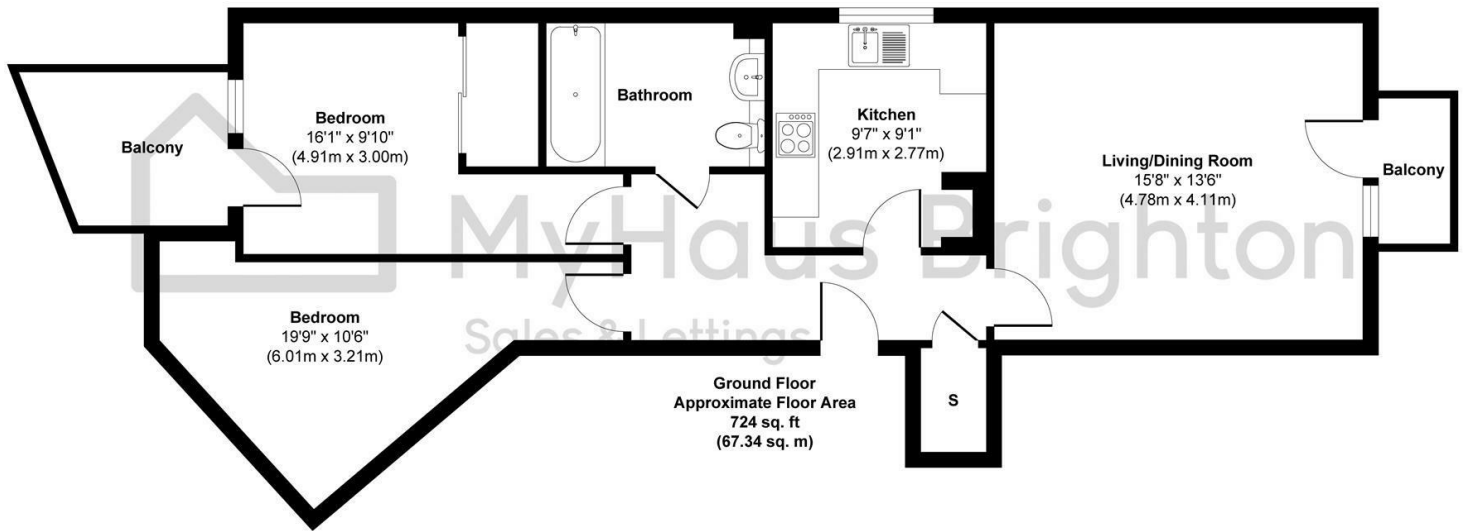 Balcony
Bedroom
16'1" x 9'10"
(4.91m x 3.00m)
Bathroom
Kitchen
9'7" x 9'1"
(2.91m x 2.77m)
Living/Dining Room
15'8" x 13'6"
(4.78m x 4.11m)
Balcony
MyHaus Brighton
Sales & Lettings
Bedroom
19'9" x 10'6"
(6.01m x 3.21m)
Ground Floor
Approximate Floor Area
724 sq. ft
(67.34 sq. m)
S